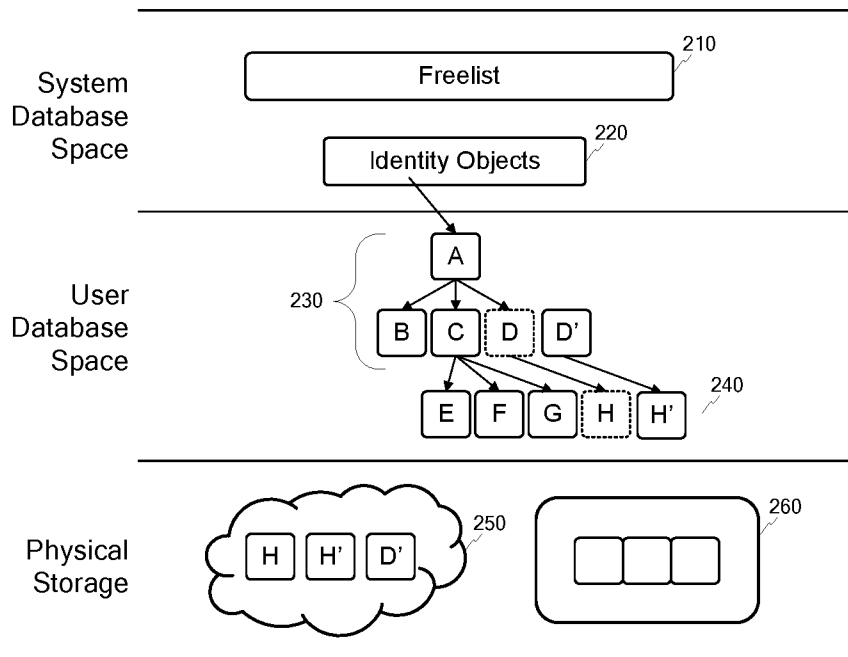 210
Freelist
System
Database
Space
220
Identity Objects
A
230
User
Database
Space
B C D D'
240
E F G H H'
250
260
Physical
Storage
H H' D'